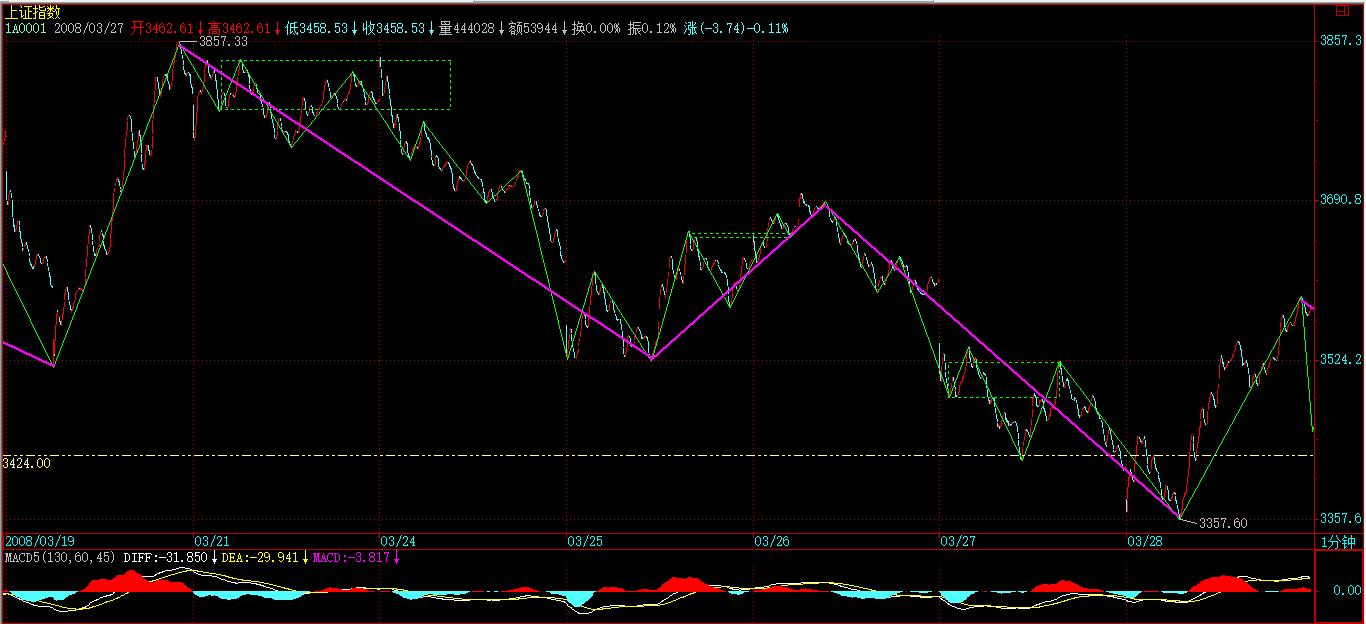 上证指数
日
1A0001 2008/03/27 开3462.61↓高3462.61↓低3458.53↓收3458.53↓量444028↓额53944↓换0.00% 振0.12% 涨(-3.74)-0.11%
3857.33
3857.3
3690.8
3524.2
3424.00
3357.60
3357.6
2008/03/19 03/21 03/24 03/25 03/26 03/27 03/28 1分钟
MACD5(130,60,45) DIFF:-31.850↓DEA:-29.941↓MACD:-3.817↓
0.00